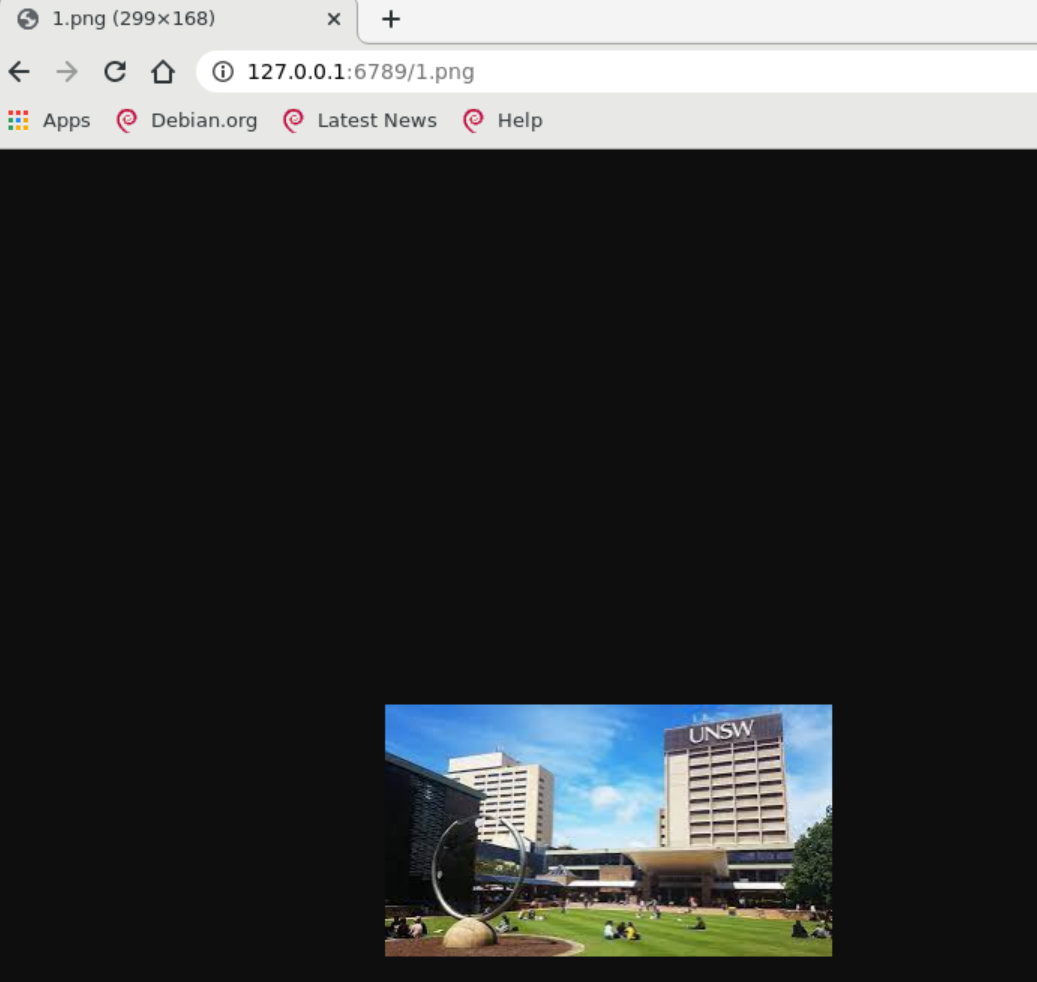 1.png (299×168)
127.0.0.1:6789/1.png
Apps Debian.org Latest News Help
UNSW